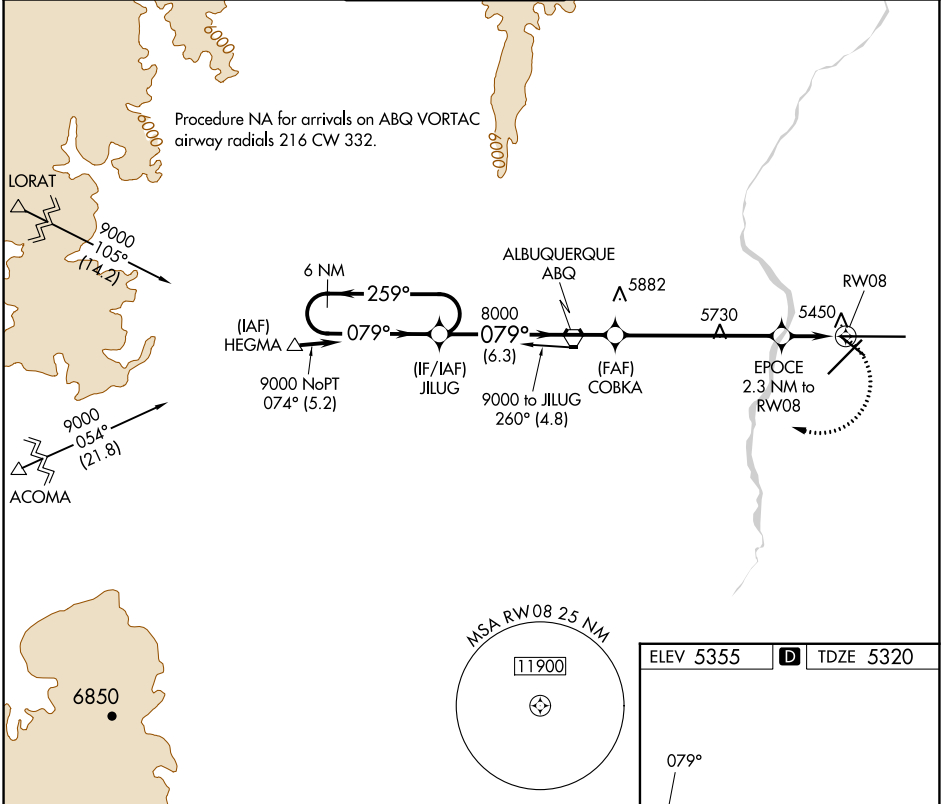 6000
6000
6000
Procedure NA for arrivals on ABQ VORTAC
airway radials 216 CW 332.
LORAT
9000
105°
(14.2)
6 NM
259°
079°
(IAF)
HEGMA
9000 NoPT
074° (5.2)
(IF/IAF)
JILUG
8000
079°
(6.3)
ALBUQUERQUE
ABQ
9000 to JILUG
260° (4.8)
5882
(FAF)
COBKA
5730
5450
RW08
EPOCE
2.3 NM to
RW08
9000
054°
(21.8)
ACOMA
6850
MSA RW08 25 NM
11900
ELEV 5355 D TDZE 5320
079°